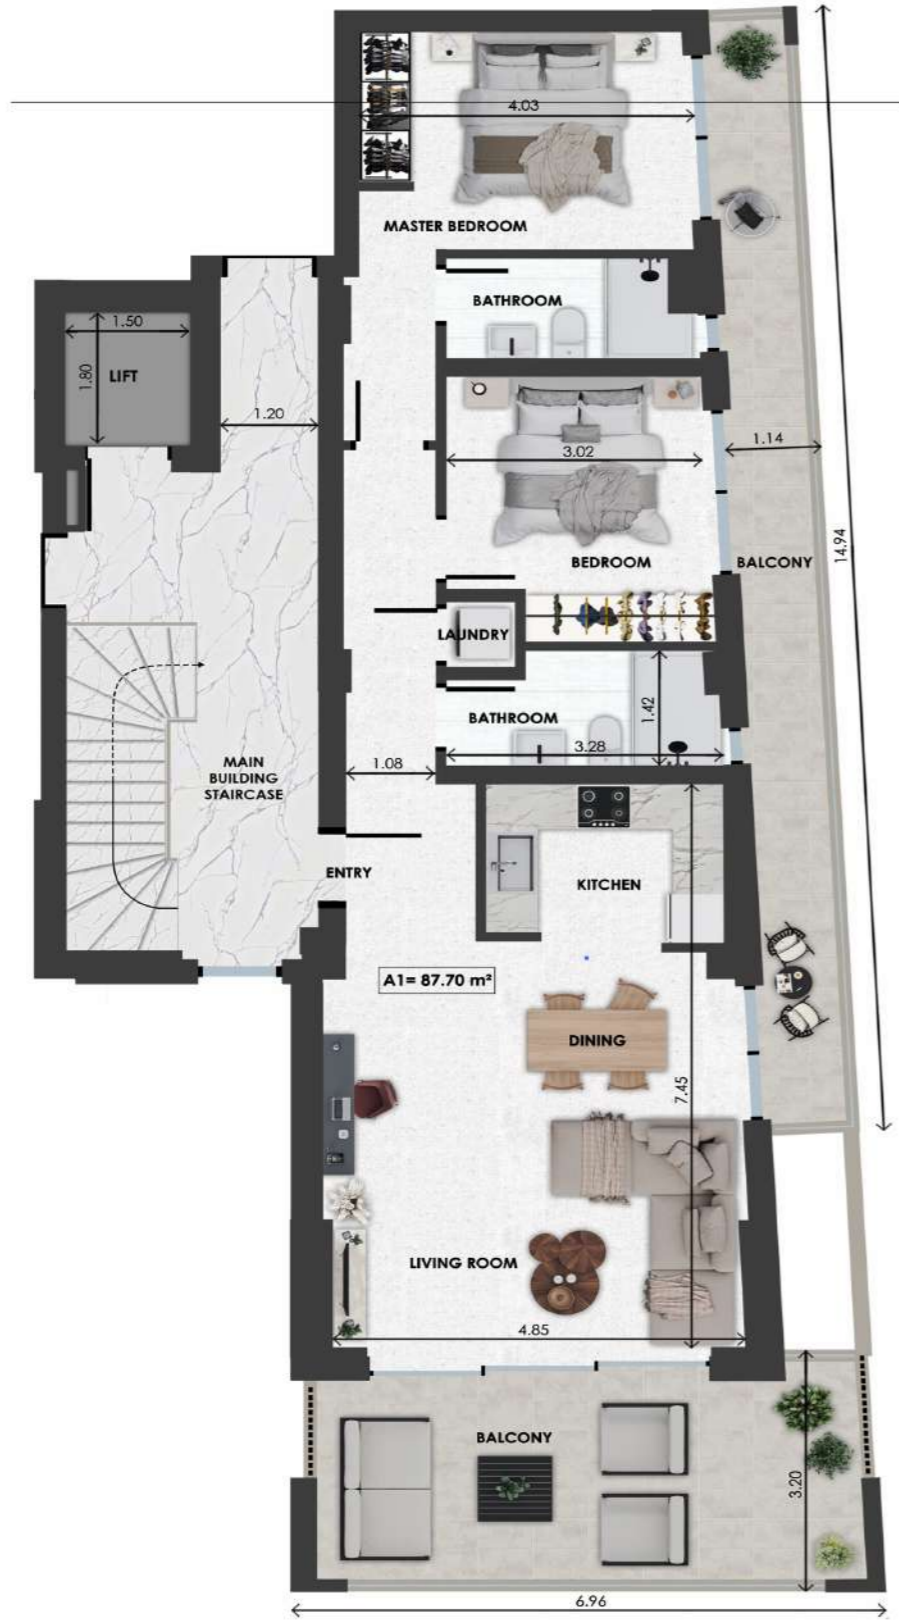 4.03
MASTER BEDROOM
BATHROOM
1.50
1.80
LIFT
1.20
3.02
1.14
BEDROOM
BALCONY
14.94
LAUNDRY
BATHROOM
1.42
3.28
1.08
MAIN
BUILDING
STAIRCASE
ENTRY
KITCHEN
A1= 87.70 m²
DINING
7.45
LIVING ROOM
4.85
BALCONY
3.20
6.96